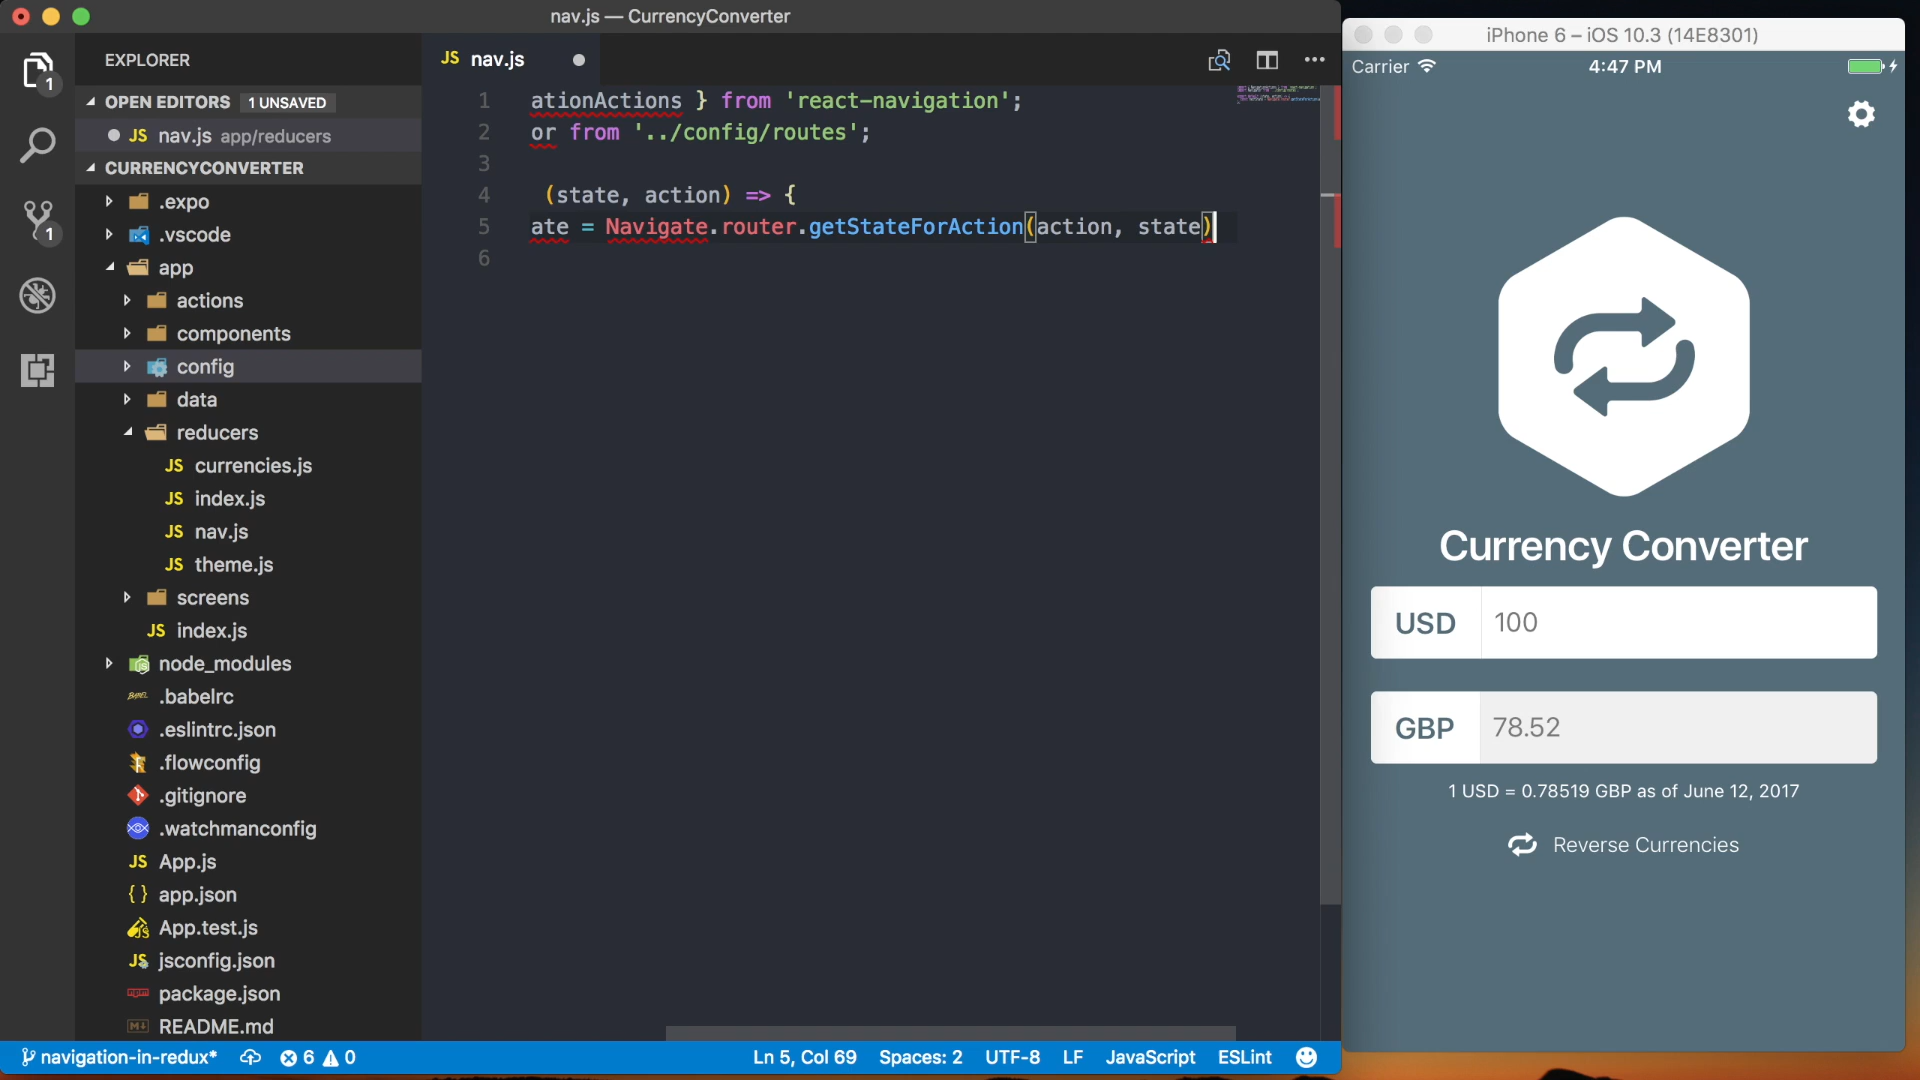 nav.js — CurrencyConverter
EXPLORER
OPEN EDITORS 1 UNSAVED
JS nav.js app/reducers
CURRENCYCONVERTER
.expo
.vscode
app
actions
components
config
data
reducers
JS currencies.js
JS index.js
JS nav.js
JS theme.js
screens
JS index.js
node_modules
.babelrc
.eslintrc.json
.flowconfig
.gitignore
.watchmanconfig
JS App.js
{ } app.json
App.test.js
JS jsconfig.json
package.json
README.md
1
1
JS nav.js
1 ationActions } from 'react-navigation';
2 or from '../config/routes';
3
4 (state, action) => {
5 ate = Navigate.router.getStateForAction(action, state)
6
navigation-in-redux* 6 0
Ln 5, Col 69 Spaces: 2 UTF-8 LF JavaScript ESLint
iPhone 6 – iOS 10.3 (14E8301)
Carrier 4:47 PM
Currency Converter
USD 100
GBP 78.52
1 USD = 0.78519 GBP as of June 12, 2017
Reverse Currencies